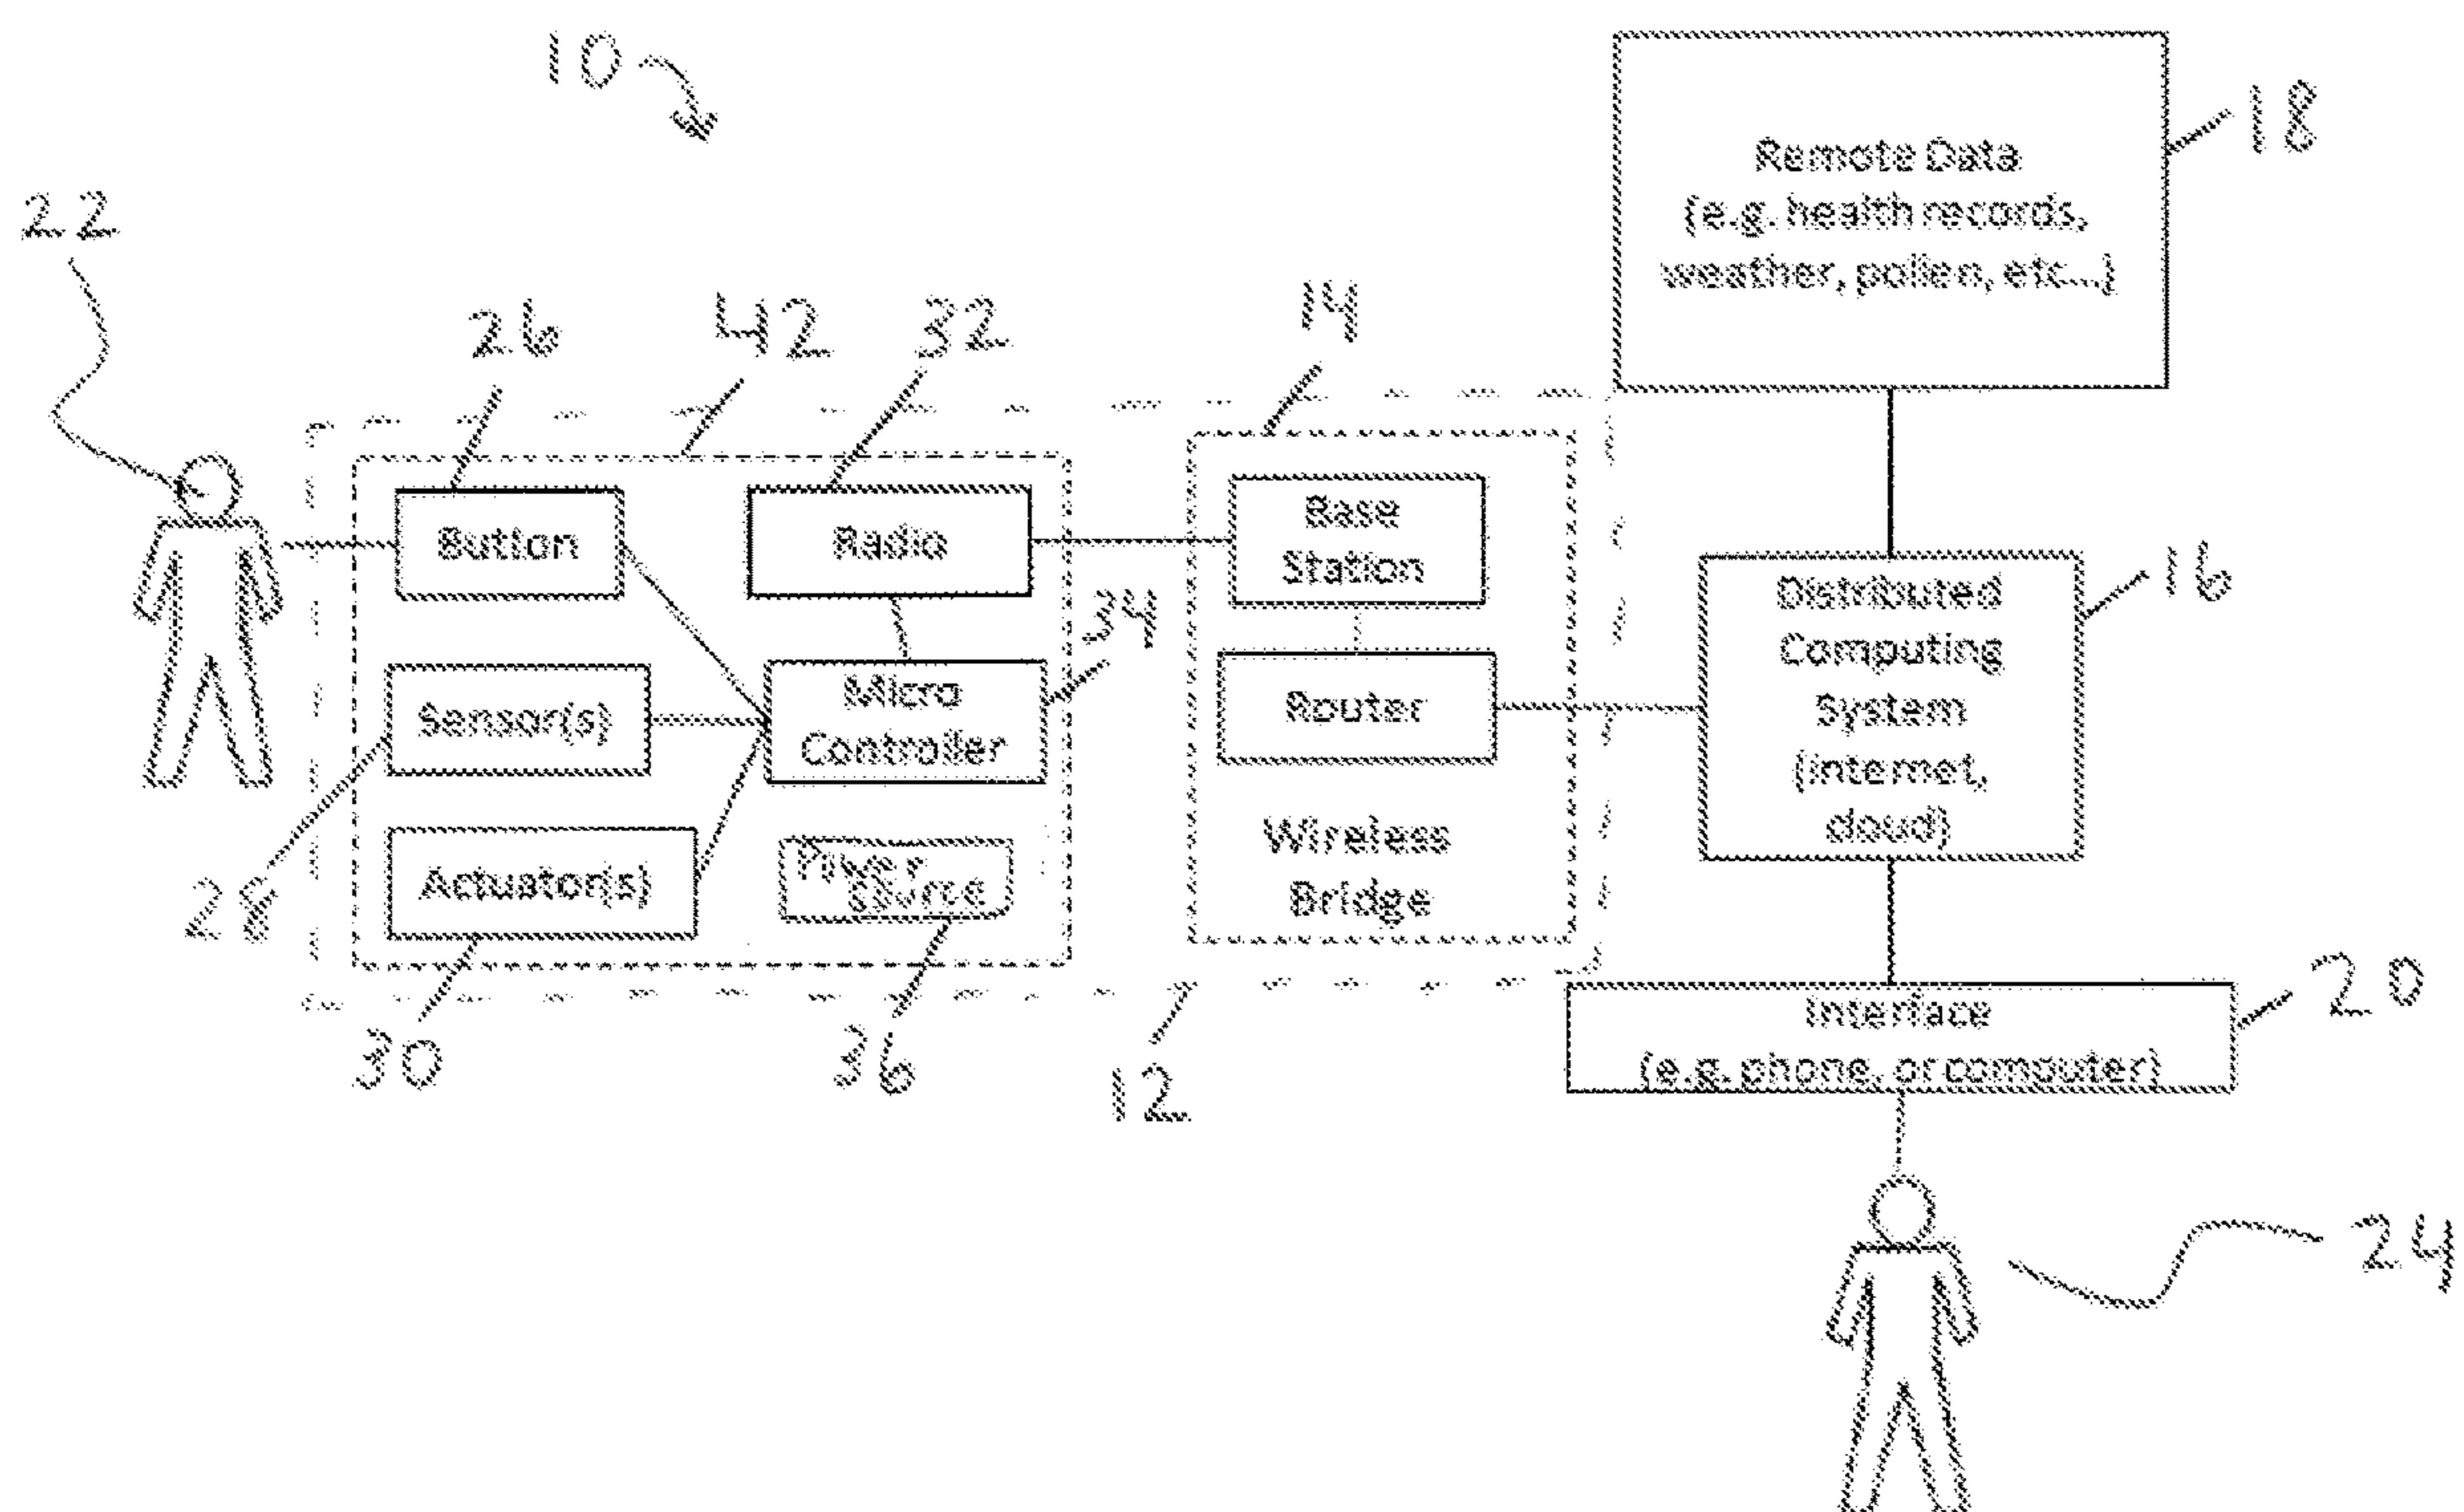 10
18
Remote Data
(e.g. health records,
weather, pollen, etc...)
22
26
42
32
14
Button
Radio
Base
Station
34
16
Distributed
Computing
System
(internet,
cloud)
Sensor(s)
Micro
Controller
Router
Actuator(s)
Power
source
Wireless
Bridge
28
30
36
12
20
Interface
(e.g. phone, or computer)
24